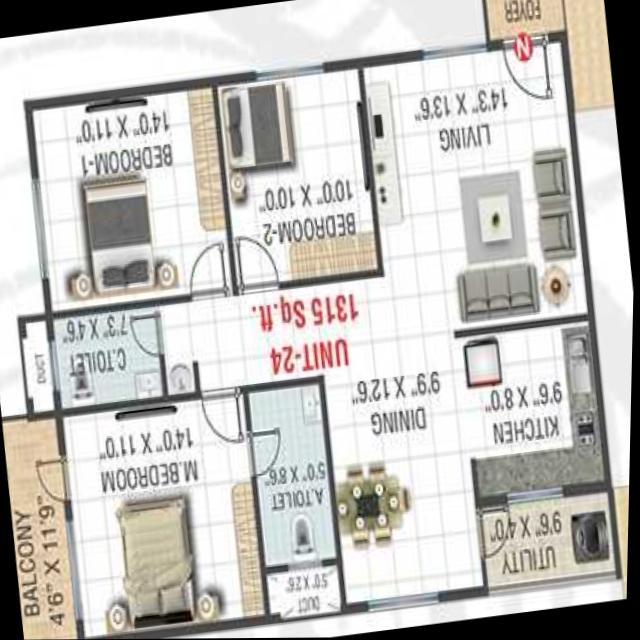 FOYER
N
LIVING
14'3" X 13'6"
BEDROOM-2
10'0" X 10'0"
BEDROOM-1
14'0" X 11'0"
UNIT-24
1315 Sq.ft.
C.TOILET
7'3" X 4'6"
DUCT
DINING
9'9" X 12'6"
KITCHEN
9'6" X 8'0"
UTILITY
9'6" X 4'0"
A.TOILET
5'0" X 8'6"
DUCT
5'0" X 2'6"
M.BEDROOM
14'0" X 11'0"
BALCONY
4'6" X 11'9"